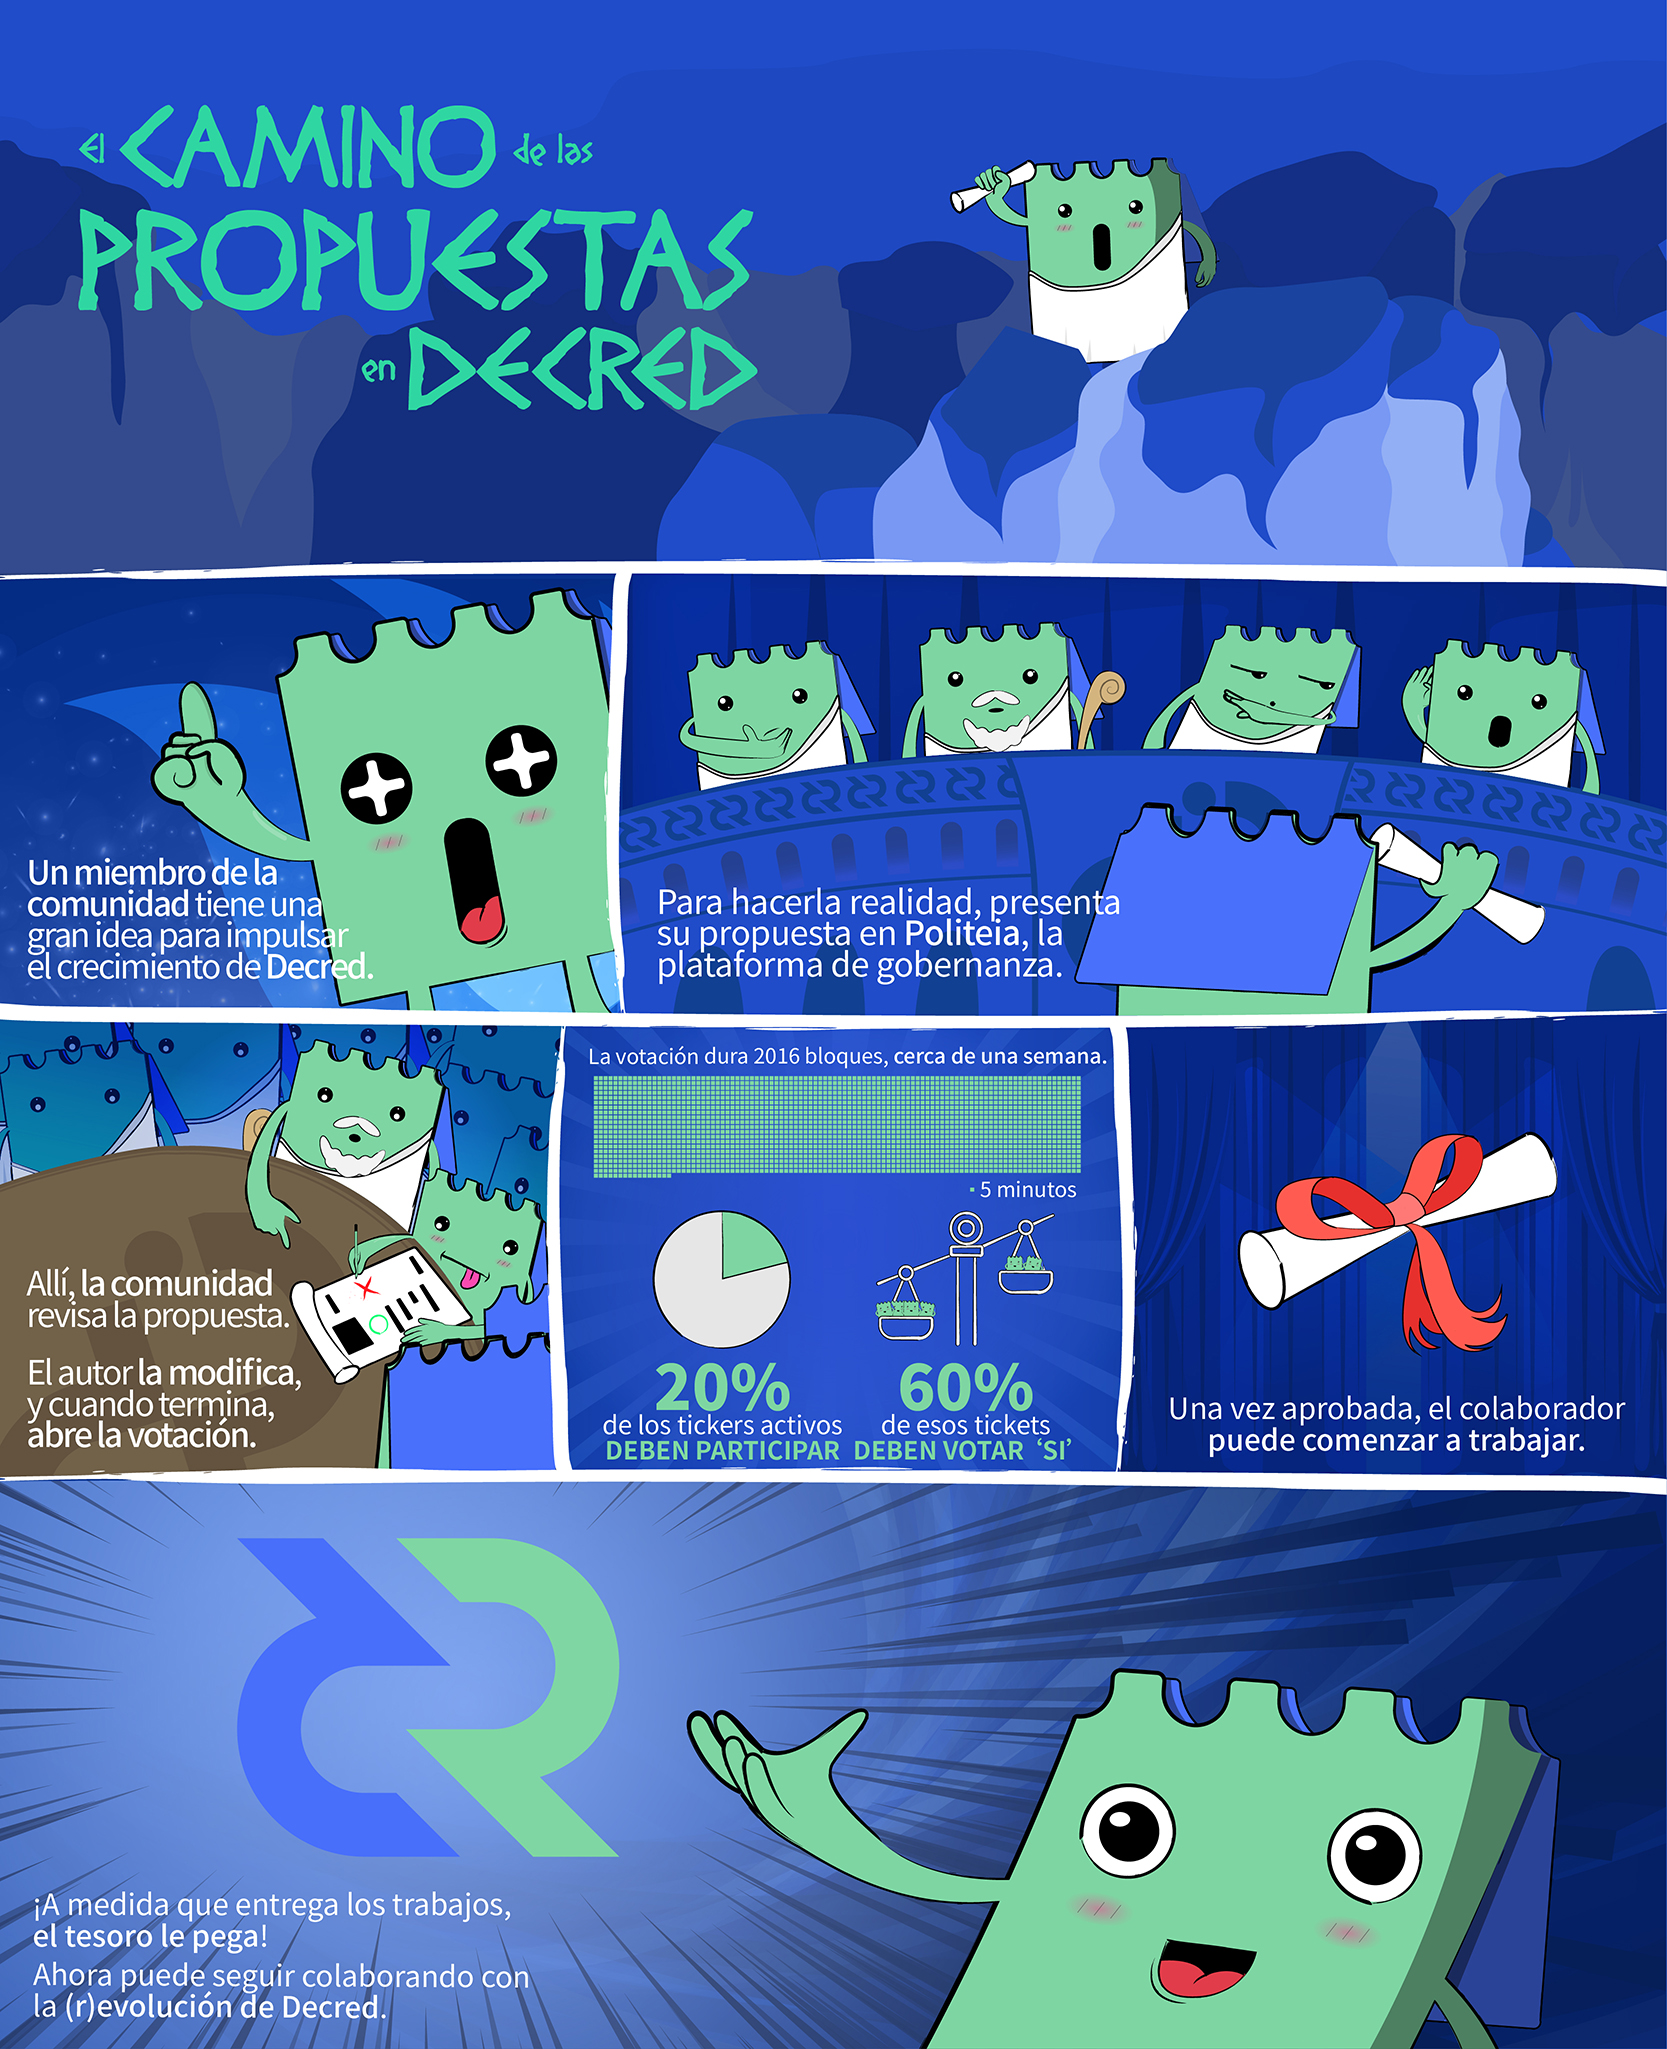 El CAMINO de las
PROPUESTAS
en DECRED
Un miembro de la
comunidad tiene una
gran idea para impulsar
el crecimiento de Decred.
Para hacerla realidad, presenta
su propuesta en Politeia, la
plataforma de gobernanza.
Allí, la comunidad
revisa la propuesta.
El autor la modifica,
y cuando termina,
abre la votación.
La votación dura 2016 bloques, cerca de una semana.
5 minutos
20%
de los tickers activos
DEBEN PARTICIPAR
60%
de esos tickets
DEBEN VOTAR ‘SI’
Una vez aprobada, el colaborador
puede comenzar a trabajar.
¡A medida que entrega los trabajos,
el tesoro le pega!
Ahora puede seguir colaborando con
la (r)evolución de Decred.